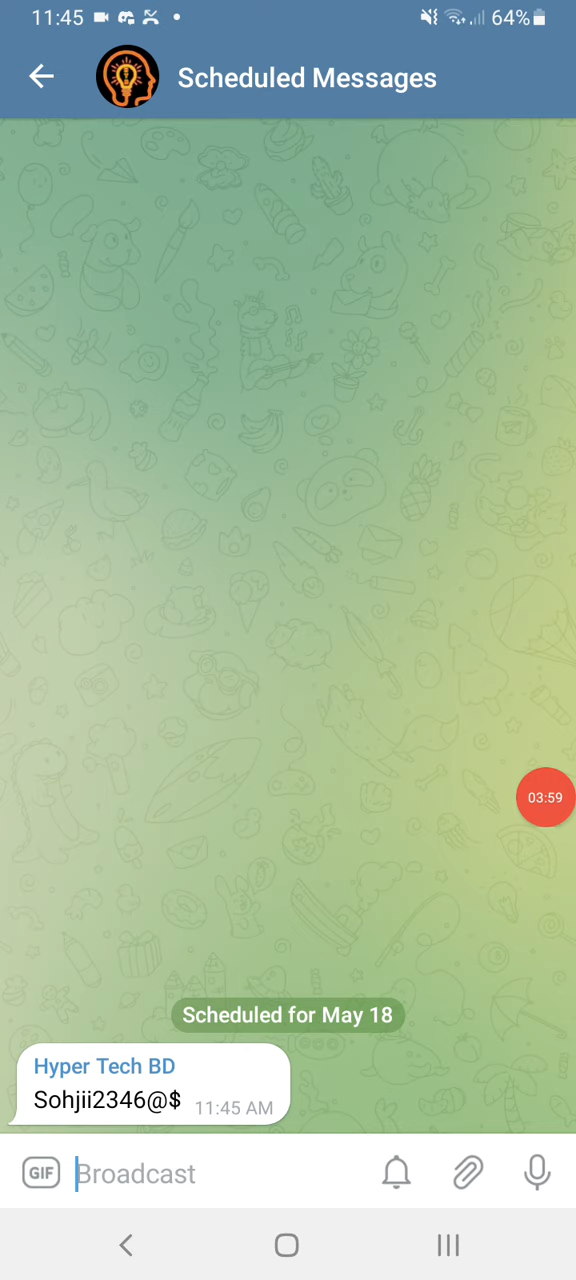 11:45 64%
Scheduled Messages
03:59
Scheduled for May 18
Hyper Tech BD
Sohjii2346@$ 11:45 AM
GIF Broadcast